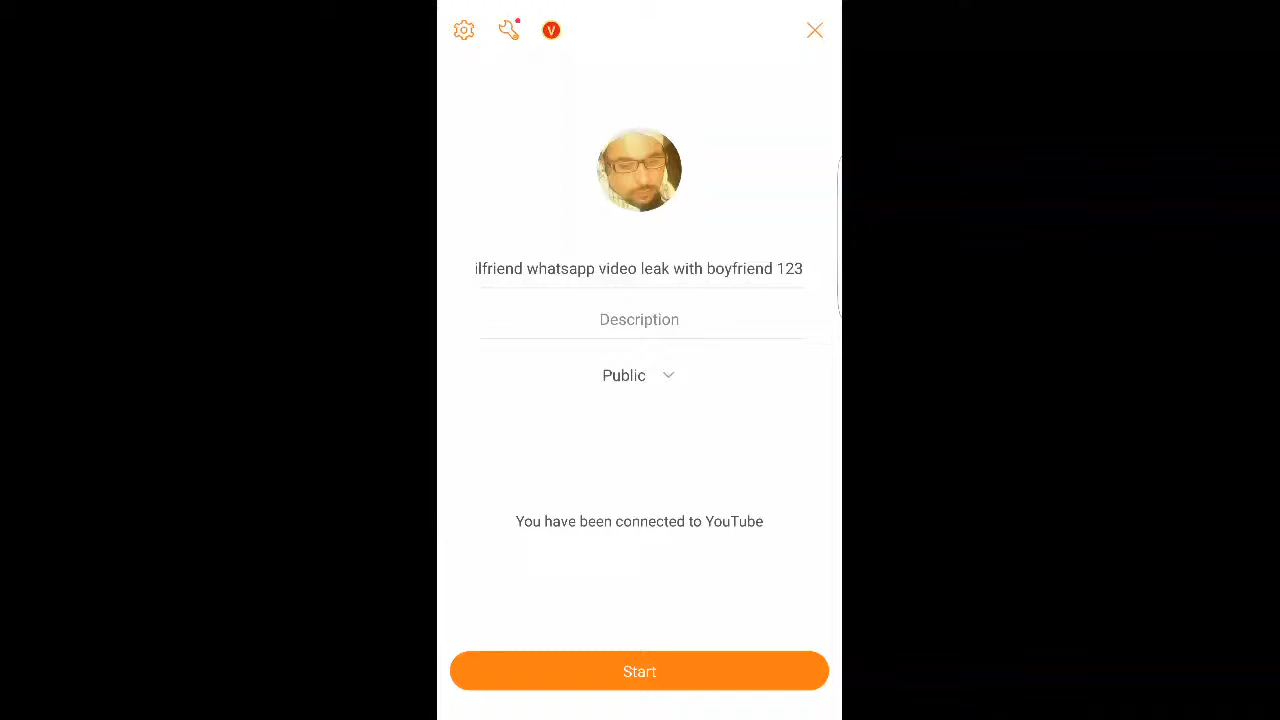 V
ilfriend whatsapp video leak with boyfriend 123
Description
Public
You have been connected to YouTube
Start